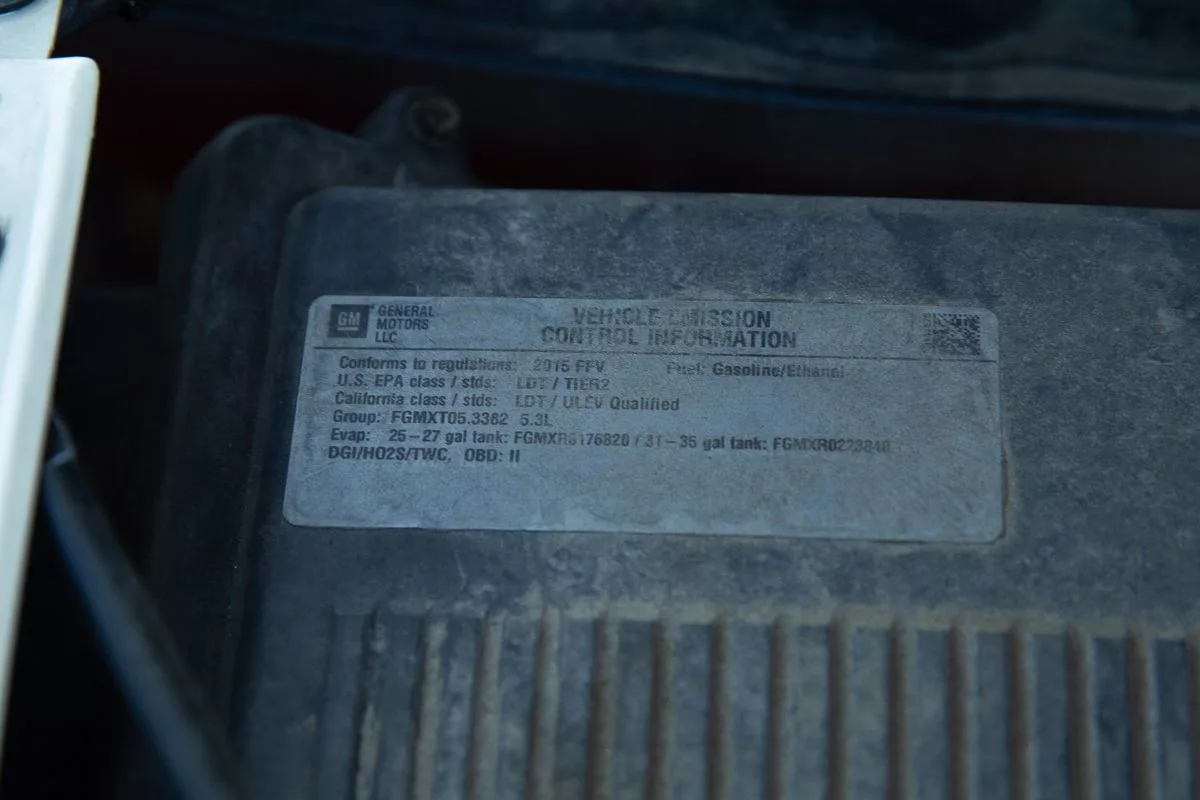 GM GENERAL MOTORS LLC
VEHICLE EMISSION
CONTROL INFORMATION
Conforms to regulations: 2015 FFV Fuel: Gasoline/Ethanol
U.S. EPA class / stds: LDT / TIER2
California class / stds: LDT / ULEV Qualified
Group: FGMXT05.3382 5.3L
Evap: 25-27 gal tank: FGMXR0176820 / 31-35 gal tank: FGMXR0223840
DGI/HO2S/TWC, OBD: II